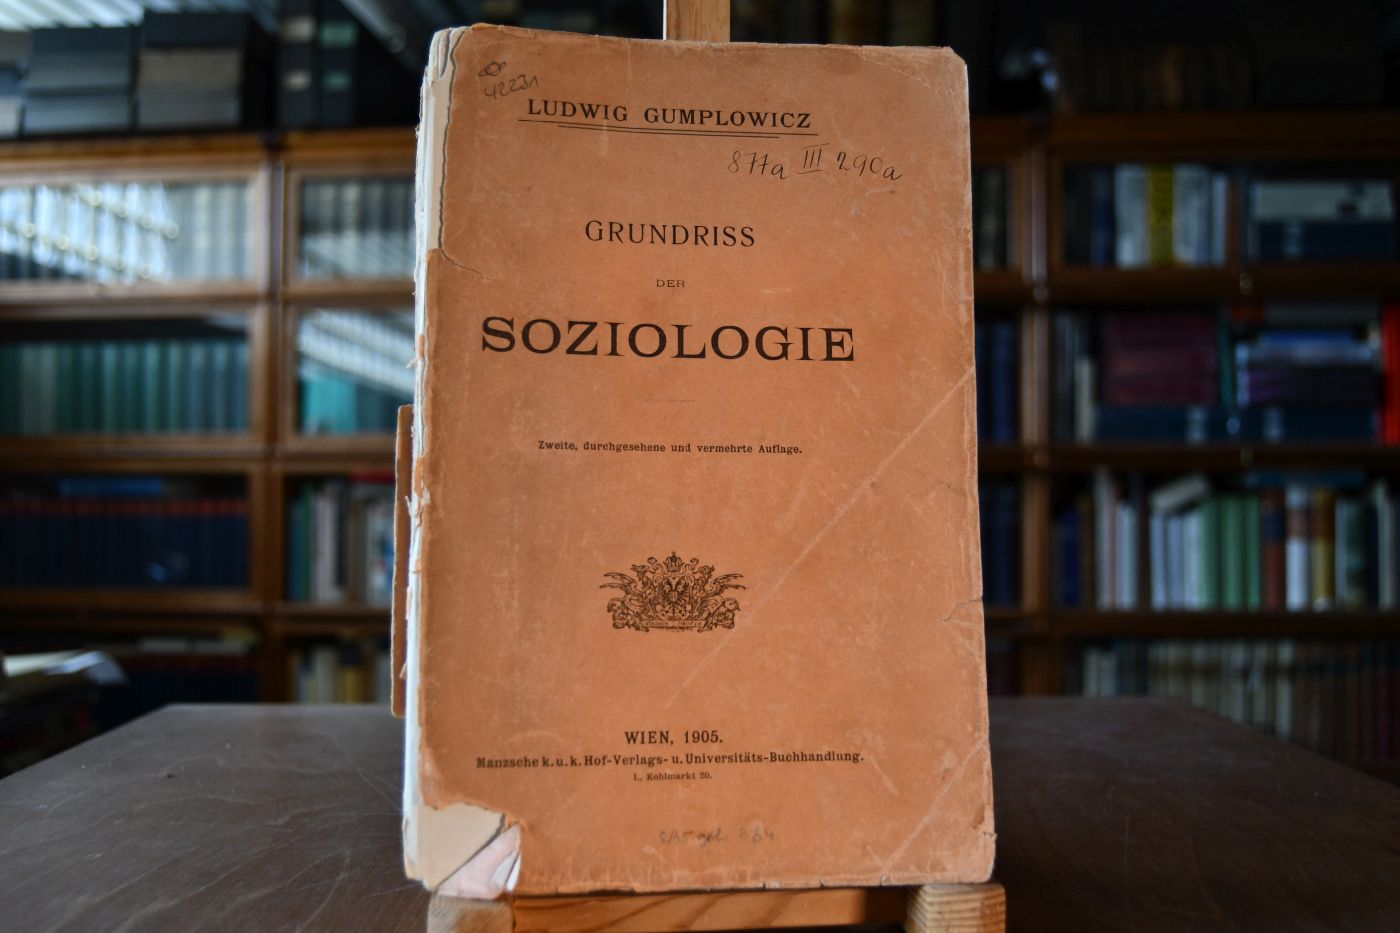 42231
LUDWIG GUMPLOWICZ
877a III 290a
GRUNDRISS
DER
SOZIOLOGIE
Zweite, durchgesehene und vermehrte Auflage.
WIEN, 1905.
Manzsche k. u. k. Hof-Verlags- u. Universitäts-Buchhandlung.
I., Kohlmarkt 20.